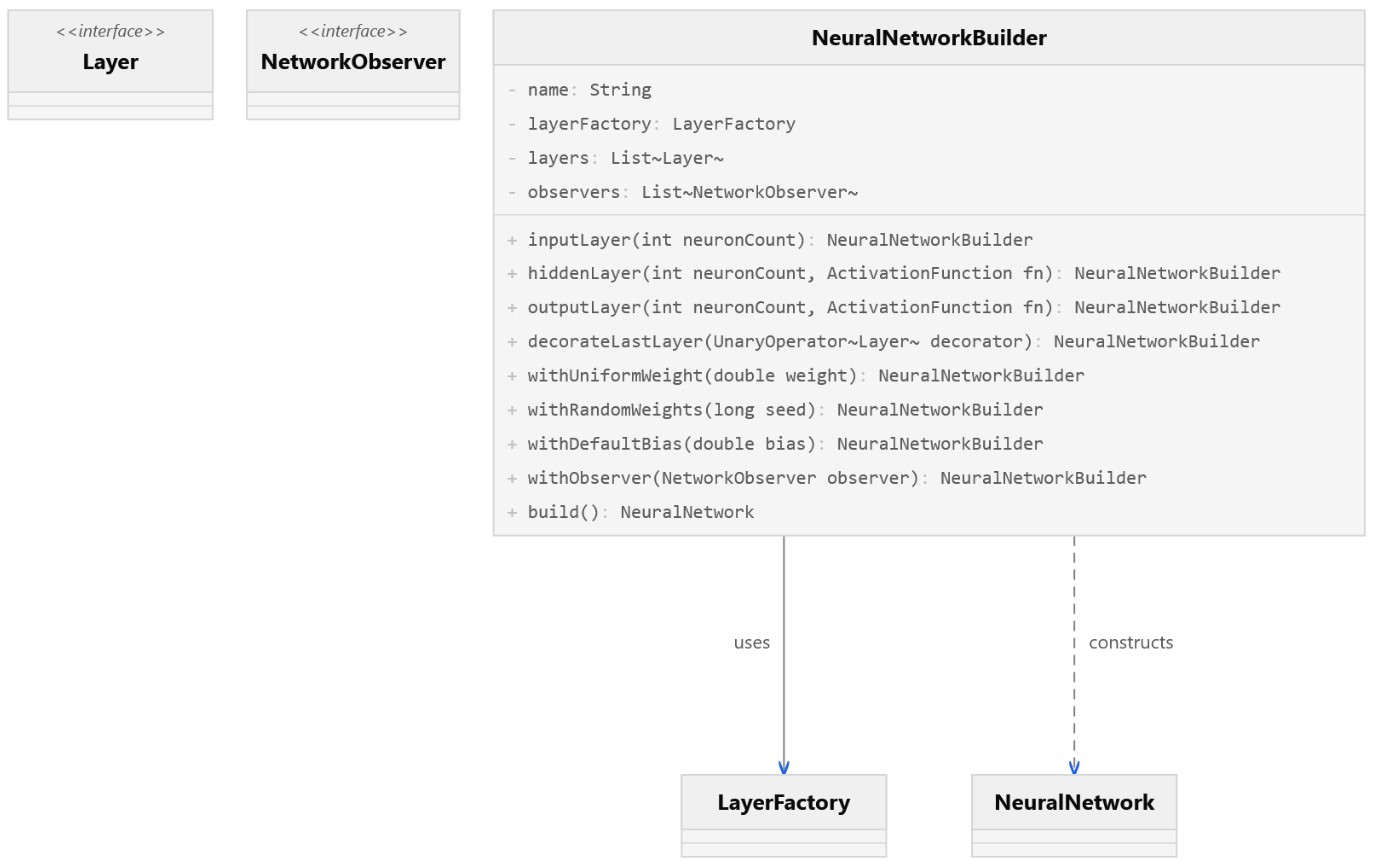 <<interface>>
Layer
<<interface>>
NetworkObserver
NeuralNetworkBuilder
- name: String
- layerFactory: LayerFactory
- layers: List~Layer~
- observers: List~NetworkObserver~
+ inputLayer(int neuronCount): NeuralNetworkBuilder
+ hiddenLayer(int neuronCount, ActivationFunction fn): NeuralNetworkBuilder
+ outputLayer(int neuronCount, ActivationFunction fn): NeuralNetworkBuilder
+ decorateLastLayer(UnaryOperator~Layer~ decorator): NeuralNetworkBuilder
+ withUniformWeight(double weight): NeuralNetworkBuilder
+ withRandomWeights(long seed): NeuralNetworkBuilder
+ withDefaultBias(double bias): NeuralNetworkBuilder
+ withObserver(NetworkObserver observer): NeuralNetworkBuilder
+ build(): NeuralNetwork
uses
constructs
LayerFactory
NeuralNetwork